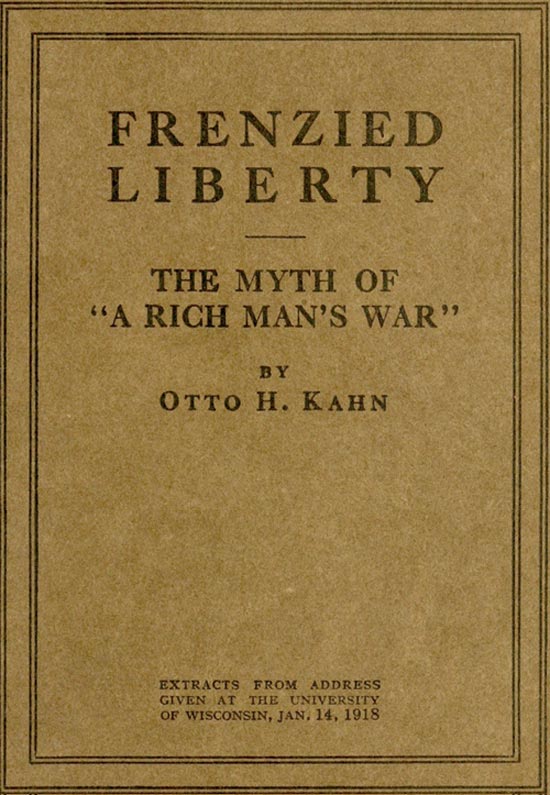 FRENZIED
LIBERTY
THE MYTH OF
“A RICH MAN’S WAR”
BY
OTTO H. KAHN
EXTRACTS FROM ADDRESS
GIVEN AT THE UNIVERSITY
OF WISCONSIN, JAN. 14, 1918